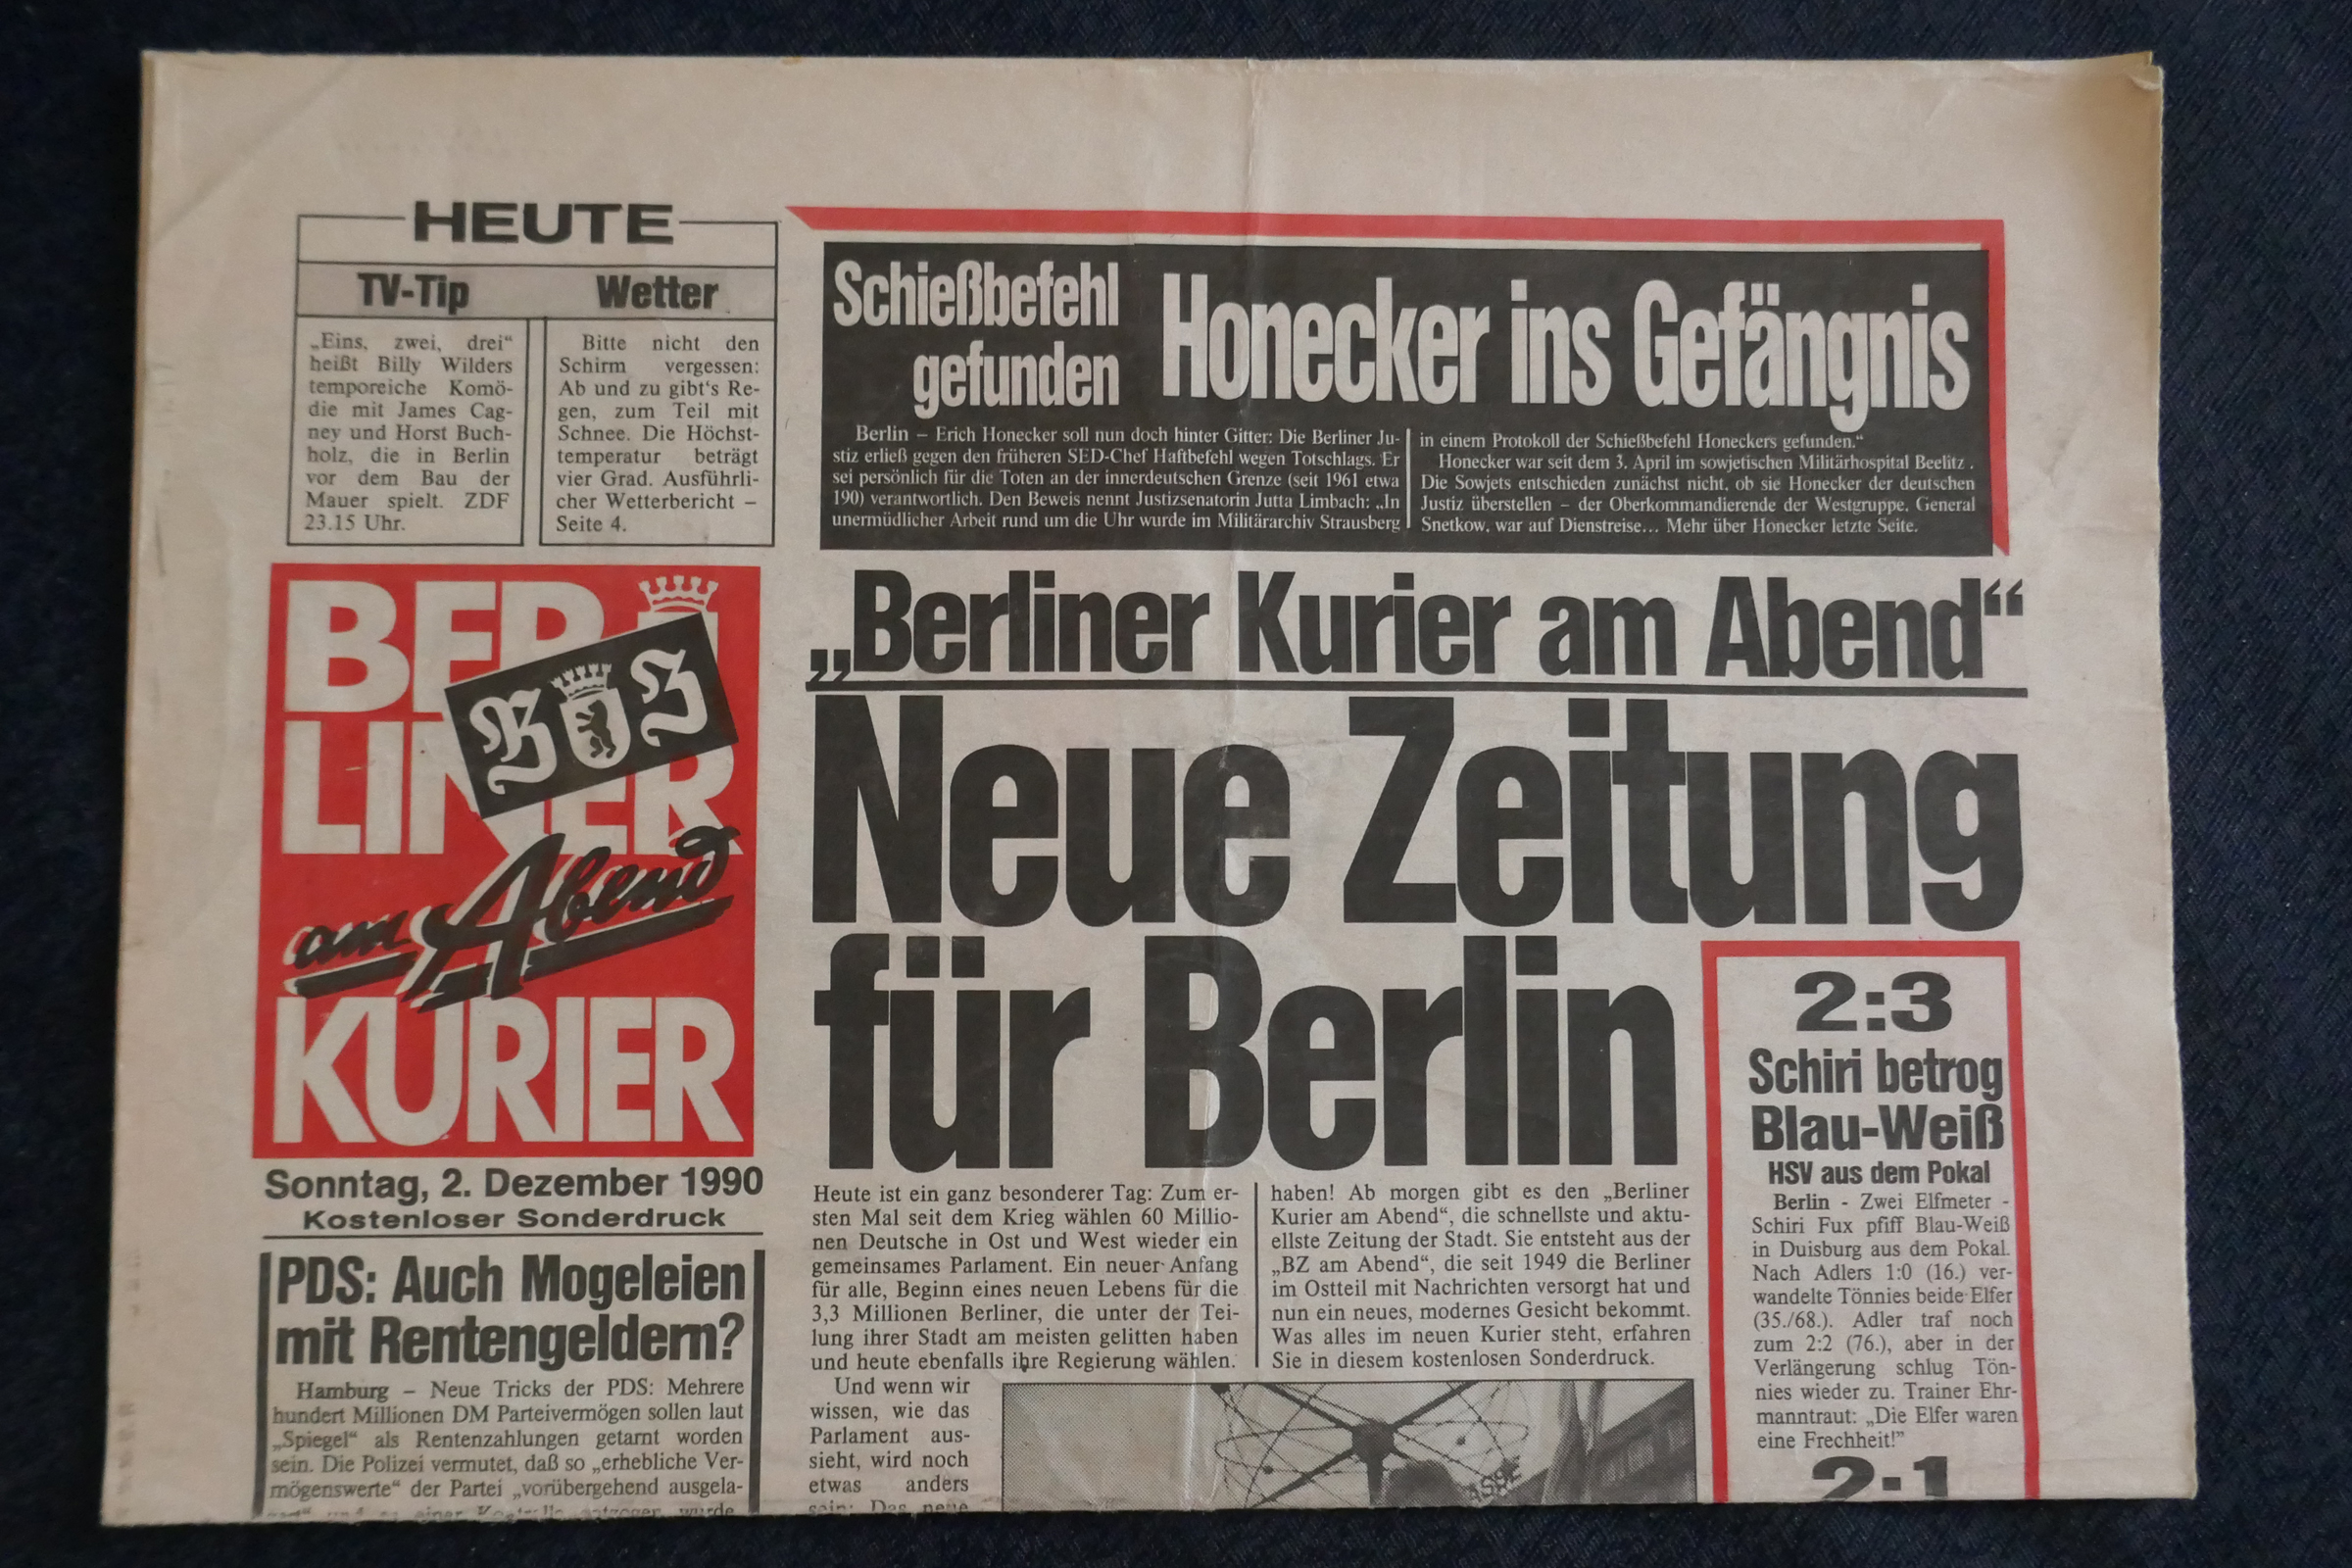 HEUTE
TV-Tip
„Eins, zwei, drei“
heißt Billy Wilders
temporeiche Komö-
die mit James Cag-
ney und Horst Buch-
holz, die in Berlin
vor dem Bau der
Mauer spielt. ZDF
23.15 Uhr.
Wetter
Bitte nicht den
Schirm vergessen:
Ab und zu gibt's Re-
gen, zum Teil mit
Schnee. Die Höchst-
temperatur beträgt
vier Grad. Ausführli-
cher Wetterbericht –
Seite 4.
Schießbefehl
gefunden
Honecker ins Gefängnis
Berlin – Erich Honecker soll nun doch hinter Gitter: Die Berliner Ju-
stiz erließ gegen den früheren SED-Chef Haftbefehl wegen Totschlags. Er
sei persönlich für die Toten an der innerdeutschen Grenze (seit 1961 etwa
190) verantwortlich. Den Beweis nennt Justizsenatorin Jutta Limbach: „In
unermüdlicher Arbeit rund um die Uhr wurde im Militärarchiv Strausberg
in einem Protokoll der Schießbefehl Honeckers gefunden.“
Honecker war seit dem 3. April im sowjetischen Militärhospital Beelitz.
Die Sowjets entschieden zunächst nicht, ob sie Honecker der deutschen
Justiz überstellen – der Oberkommandierende der Westgruppe, General
Snetkow, war auf Dienstreise... Mehr über Honecker letzte Seite.
BERLINER
BZ
am Abend
KURIER
Sonntag, 2. Dezember 1990
Kostenloser Sonderdruck
PDS: Auch Mogeleien
mit Rentengeldern?
Hamburg – Neue Tricks der PDS: Mehrere
hundert Millionen DM Parteivermögen sollen laut
„Spiegel“ als Rentenzahlungen getarnt worden
sein. Die Polizei vermutet, daß so „erhebliche Ver-
mögenswerte“ der Partei „vorübergehend ausgela-
„Berliner Kurier am Abend“
Neue Zeitung
für Berlin
Heute ist ein ganz besonderer Tag: Zum er-
sten Mal seit dem Krieg wählen 60 Millio-
nen Deutsche in Ost und West wieder ein
gemeinsames Parlament. Ein neuer Anfang
für alle, Beginn eines neuen Lebens für die
3,3 Millionen Berliner, die unter der Tei-
lung ihrer Stadt am meisten gelitten haben
und heute ebenfalls ihre Regierung wählen.
Und wenn wir
wissen, wie das
Parlament aus-
sieht, wird noch
etwas anders
sein: Das neue
haben! Ab morgen gibt es den „Berliner
Kurier am Abend“, die schnellste und aktu-
ellste Zeitung der Stadt. Sie entsteht aus der
„BZ am Abend“, die seit 1949 die Berliner
im Ostteil mit Nachrichten versorgt hat und
nun ein neues, modernes Gesicht bekommt.
Was alles im neuen Kurier steht, erfahren
Sie in diesem kostenlosen Sonderdruck.
2:3
Schiri betrog
Blau-Weiß
HSV aus dem Pokal
Berlin - Zwei Elfmeter -
Schiri Fux pfiff Blau-Weiß
in Duisburg aus dem Pokal.
Nach Adlers 1:0 (16.) ver-
wandelte Tönnies beide Elfer
(35./68.). Adler traf noch
zum 2:2 (76.), aber in der
Verlängerung schlug Tön-
nies wieder zu. Trainer Ehr-
manntraut: „Die Elfer waren
eine Frechheit!”
2:1